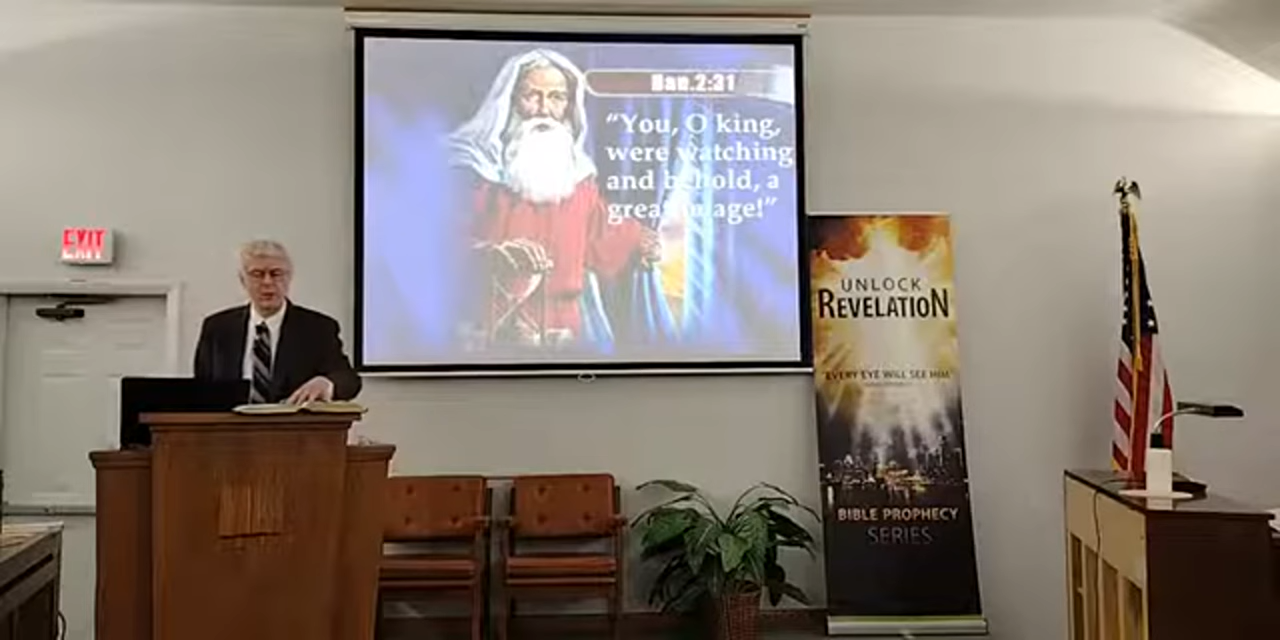 Dan.2:31
“You, O king,
were watching
and behold, a
great image!”
EXIT
UNLOCK
REVELATION
EVERY EYE WILL SEE HIM
BIBLE PROPHECY
SERIES